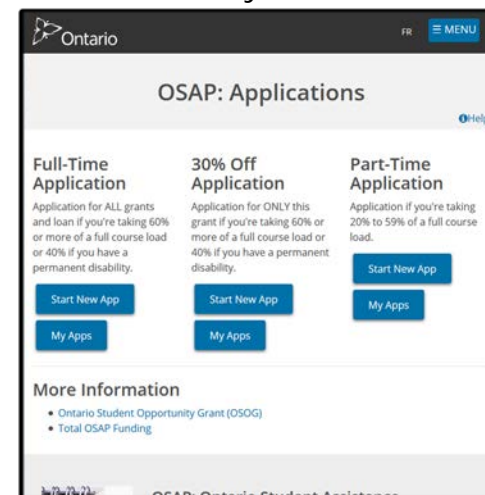 Ontario
FR
☰ MENU
OSAP: Applications
Help
Full-Time
Application
Application for ALL grants
and loan if you're taking 60%
or more of a full course load
or 40% if you have a
permanent disability.
Start New App
My Apps
30% Off
Application
Application for ONLY this
grant if you're taking 60% or
more of a full course load or
40% if you have a permanent
disability.
Start New App
My Apps
Part-Time
Application
Application if you're taking
20% to 59% of a full course
load.
Start New App
My Apps
More Information
• Ontario Student Opportunity Grant (OSOG)
• Total OSAP Funding
OSAP: Ontario Student Assistance